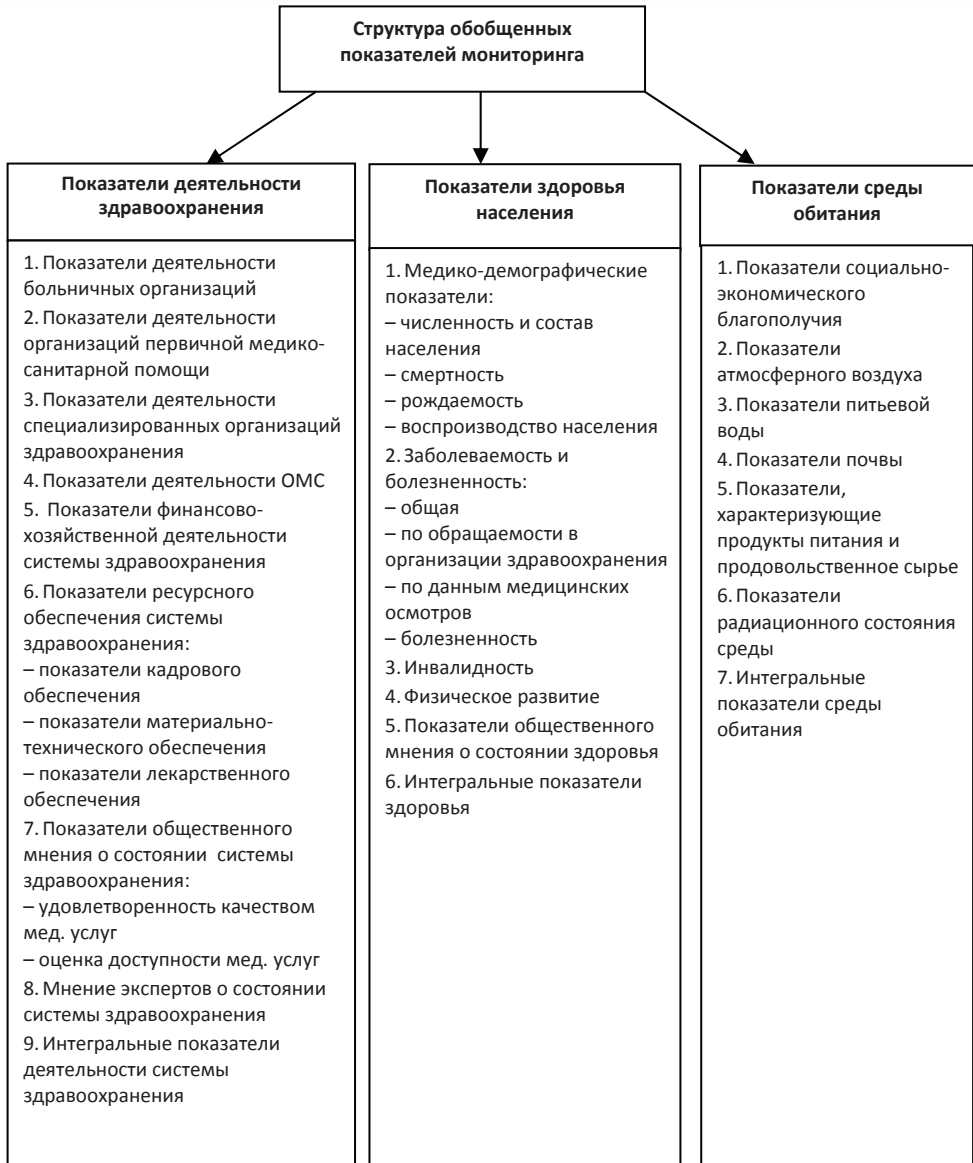 Структура обобщенных
показателей мониторинга
Показатели деятельности
здравоохранения
1. Показатели деятельности
больничных организаций
2. Показатели деятельности
организаций первичной медико-
санитарной помощи
3. Показатели деятельности
специализированных организаций
здравоохранения
4. Показатели деятельности ОМС
5. Показатели финансово-
хозяйственной деятельности
системы здравоохранения
6. Показатели ресурсного
обеспечения системы
здравоохранения:
– показатели кадрового
обеспечения
– показатели материально-
технического обеспечения
– показатели лекарственного
обеспечения
7. Показатели общественного
мнения о состоянии системы
здравоохранения:
– удовлетворенность качеством
мед. услуг
– оценка доступности мед. услуг
8. Мнение экспертов о состоянии
системы здравоохранения
9. Интегральные показатели
деятельности системы
здравоохранения
Показатели здоровья
населения
1. Медико-демографические
показатели:
– численность и состав
населения
– смертность
– рождаемость
– воспроизводство населения
2. Заболеваемость и
болезненность:
– общая
– по обращаемости в
организации здравоохранения
– по данным медицинских
осмотров
– болезненность
3. Инвалидность
4. Физическое развитие
5. Показатели общественного
мнения о состоянии здоровья
6. Интегральные показатели
здоровья
Показатели среды
обитания
1. Показатели социально-
экономического
благополучия
2. Показатели
атмосферного воздуха
3. Показатели питьевой
воды
4. Показатели почвы
5. Показатели,
характеризующие
продукты питания и
продовольственное сырье
6. Показатели
радиационного состояния
среды
7. Интегральные
показатели среды
обитания